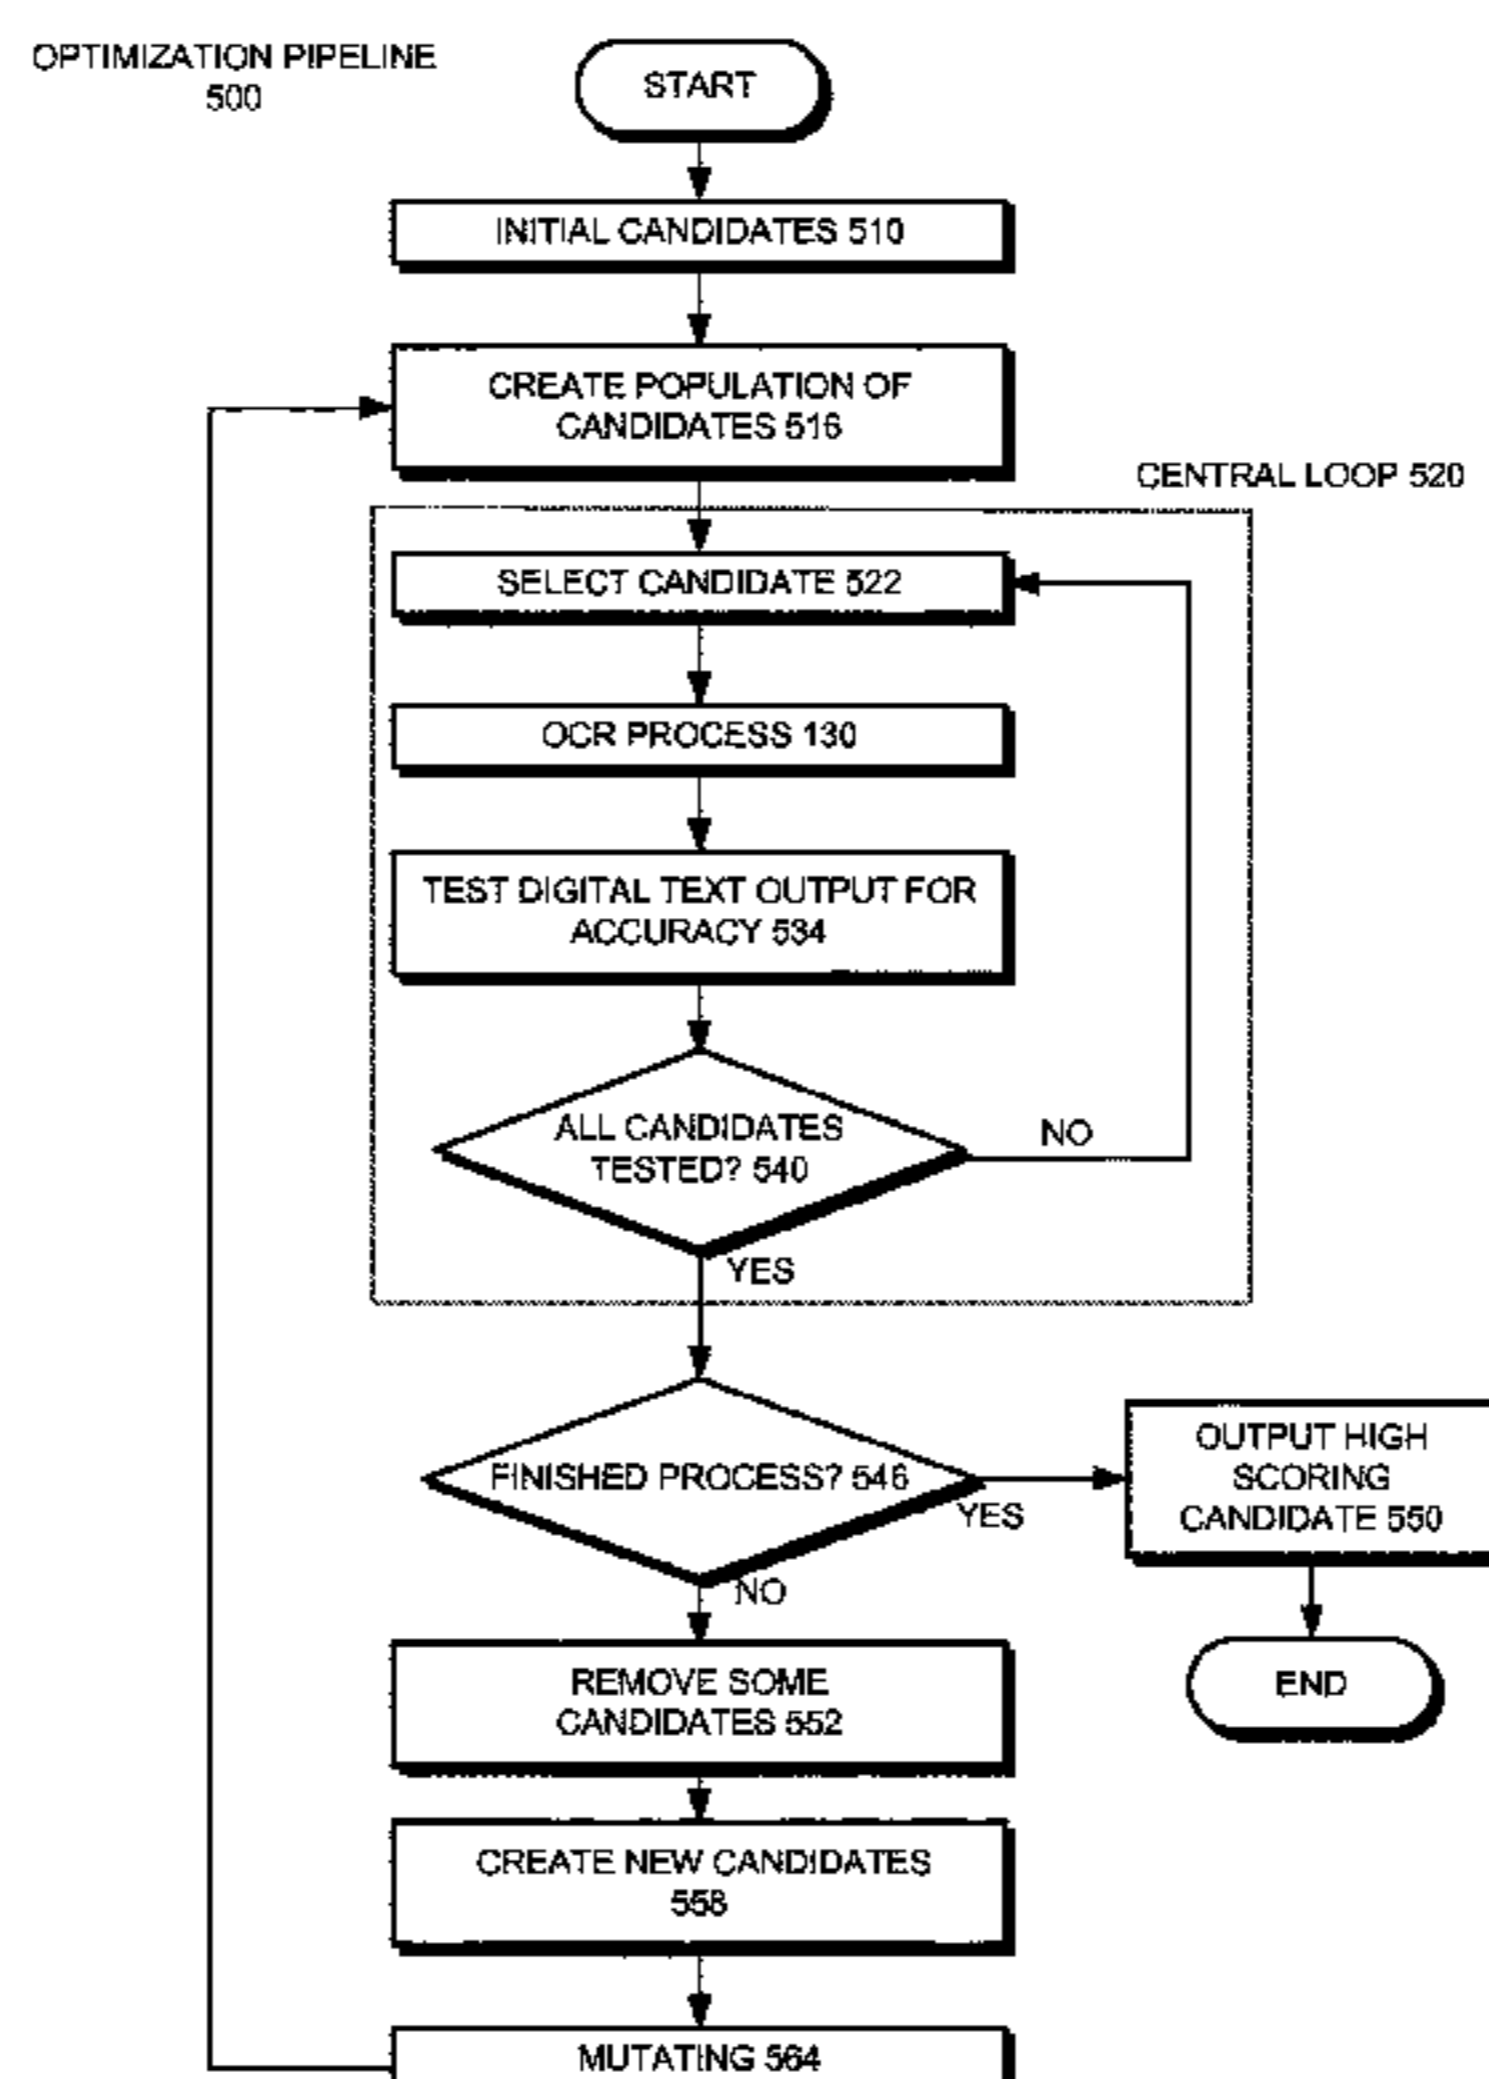 OPTIMIZATION PIPELINE
500
START
INITIAL CANDIDATES 510
CREATE POPULATION OF
CANDIDATES 516
CENTRAL LOOP 520
SELECT CANDIDATE 522
OCR PROCESS 130
TEST DIGITAL TEXT OUTPUT FOR
ACCURACY 534
ALL CANDIDATES
TESTED? 540
NO
YES
FINISHED PROCESS? 546
YES
OUTPUT HIGH
SCORING
CANDIDATE 550
NO
REMOVE SOME
CANDIDATES 552
END
CREATE NEW CANDIDATES
558
MUTATING 564